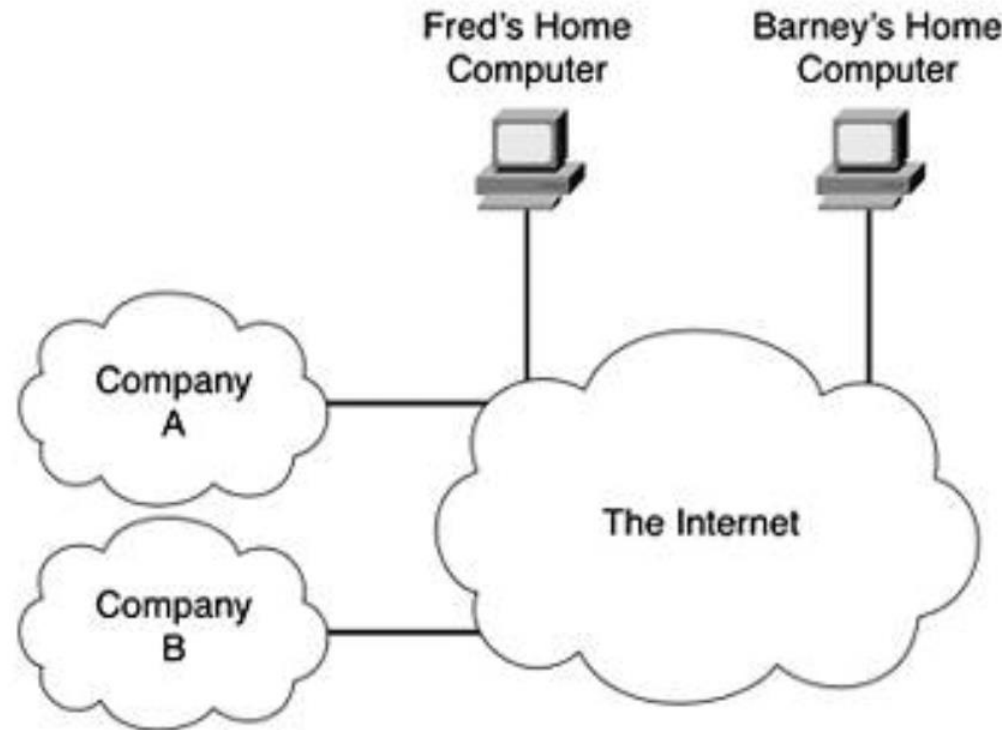 Fred's Home
Computer
Barney's Home
Computer
Company
A
The Internet
Company
B